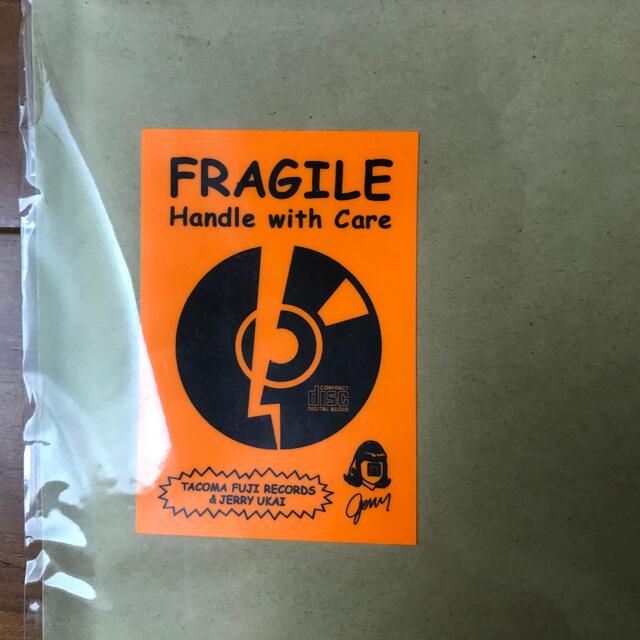 FRAGILE
Handle with Care
COMPACT
disc
DIGITAL AUDIO
TACOMA FUJI RECORDS
& JERRY UKAI
Jerry